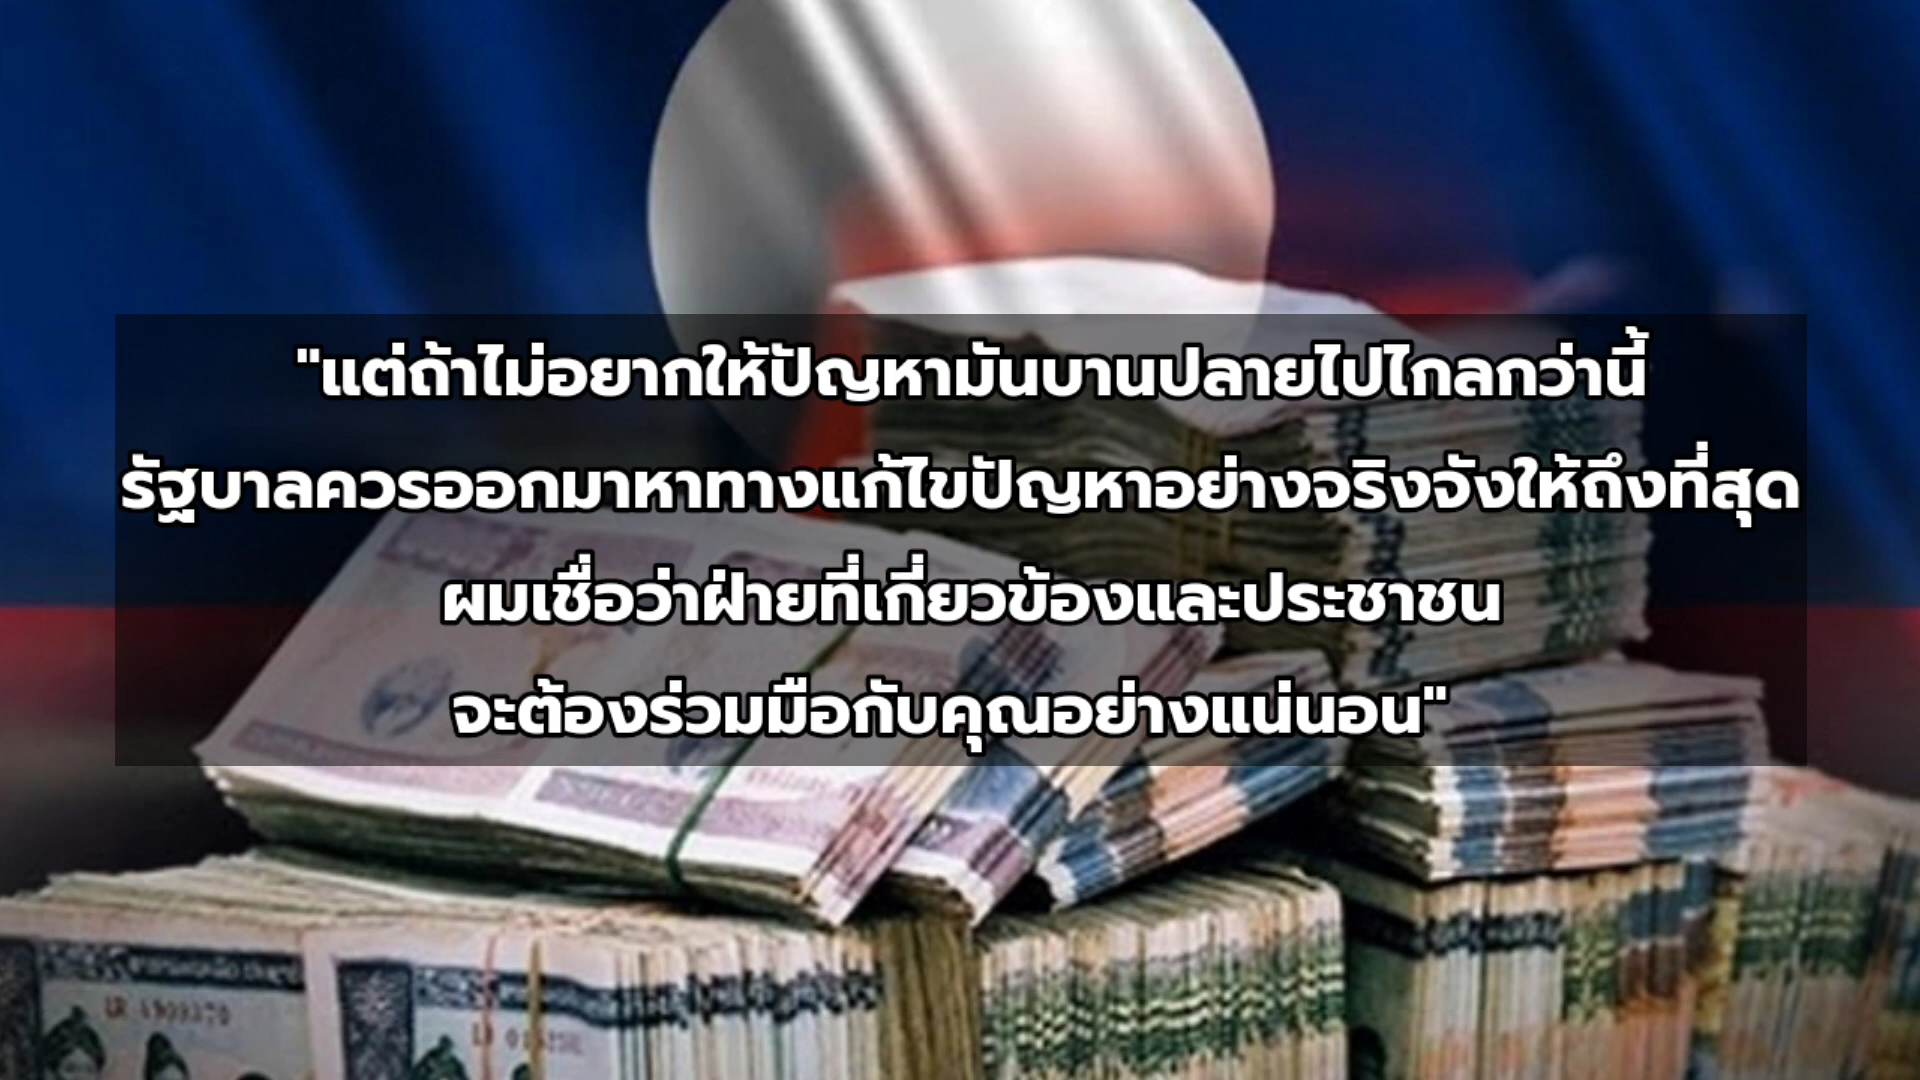 "แต่ถ้าไม่อยากให้ปัญหามันบานปลายไปไกลกว่านี้
รัฐบาลควรออกมาหาทางแก้ไขปัญหาอย่างจริงจังให้ถึงที่สุด
ผมเชื่อว่าฝ่ายที่เกี่ยวข้องและประชาชน
จะต้องร่วมมือกับคุณอย่างแน่นอน"